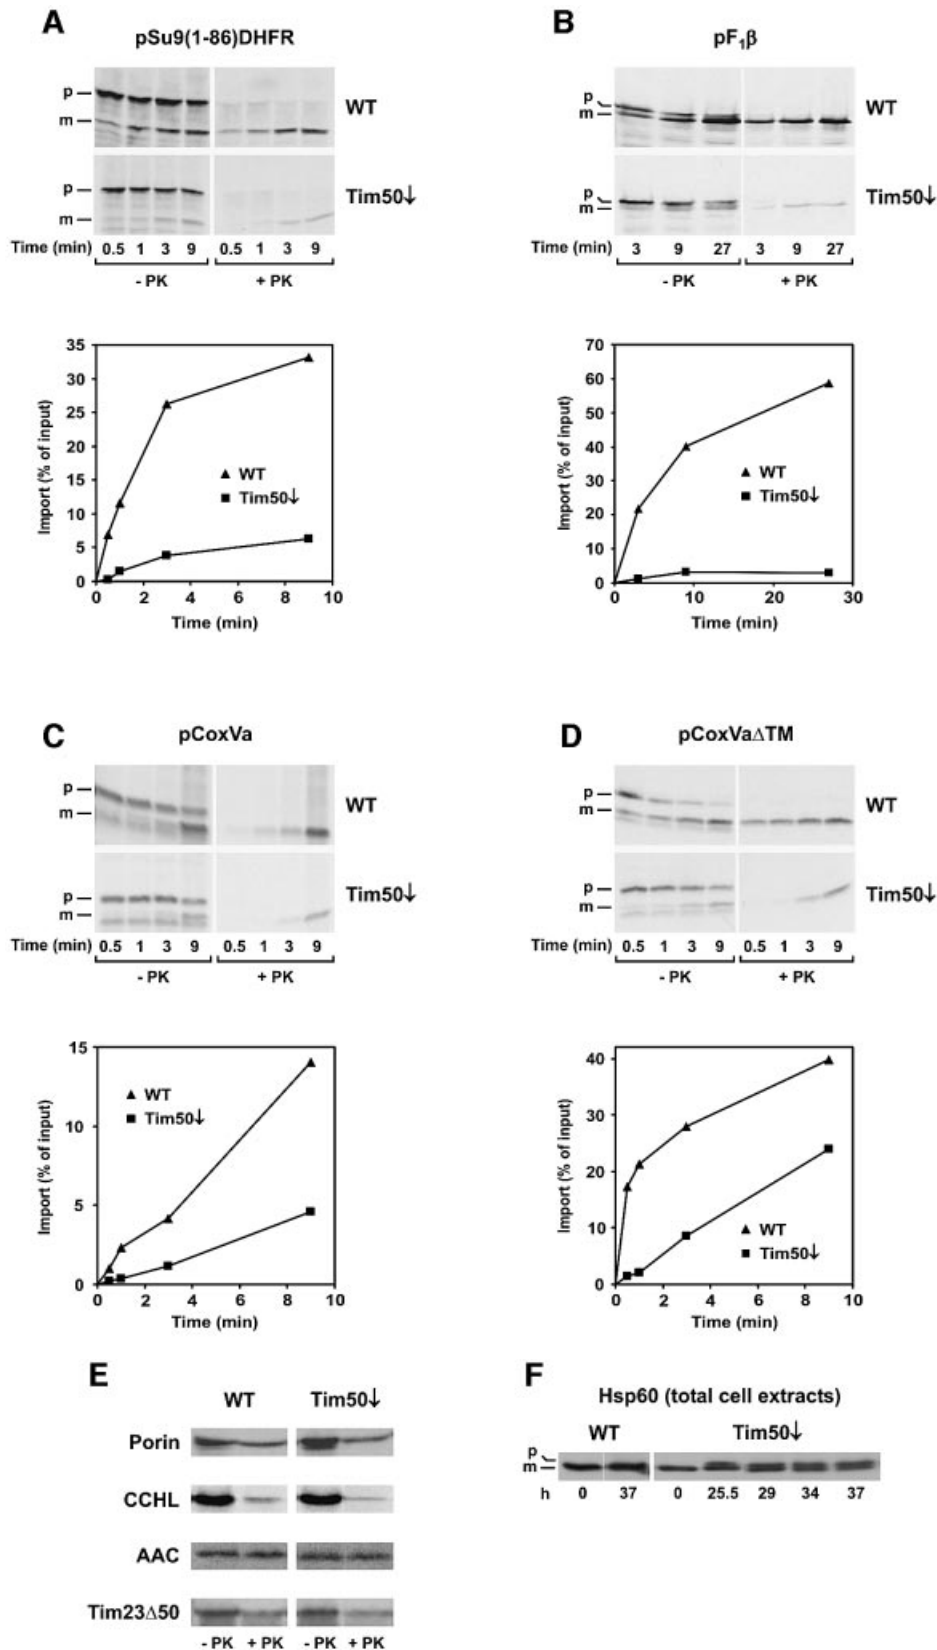 A
pSu9(1-86)DHFR
p
m
WT
p
m
Tim50↓
Time (min) 0.5 1 3 9 0.5 1 3 9
- PK + PK
35
30
25
20
15
10
5
0
Import (% of input)
WT
Tim50↓
0 2 4 6 8 10
Time (min)
B
pF₁β
p
m
WT
p
m
Tim50↓
Time (min) 3 9 27 3 9 27
- PK + PK
70
60
50
40
30
20
10
0
Import (% of input)
WT
Tim50↓
0 10 20 30
Time (min)
C
pCoxVa
p
m
WT
p
m
Tim50↓
Time (min) 0.5 1 3 9 0.5 1 3 9
- PK + PK
15
10
5
0
Import (% of input)
WT
Tim50↓
0 2 4 6 8 10
Time (min)
D
pCoxVaΔTM
p
m
WT
p
m
Tim50↓
Time (min) 0.5 1 3 9 0.5 1 3 9
- PK + PK
40
30
20
10
0
Import (% of input)
WT
Tim50↓
0 2 4 6 8 10
Time (min)
E
WT Tim50↓
Porin
CCHL
AAC
Tim23Δ50
- PK + PK - PK + PK
F
Hsp60 (total cell extracts)
WT Tim50↓
p
m
h 0 37 0 25.5 29 34 37